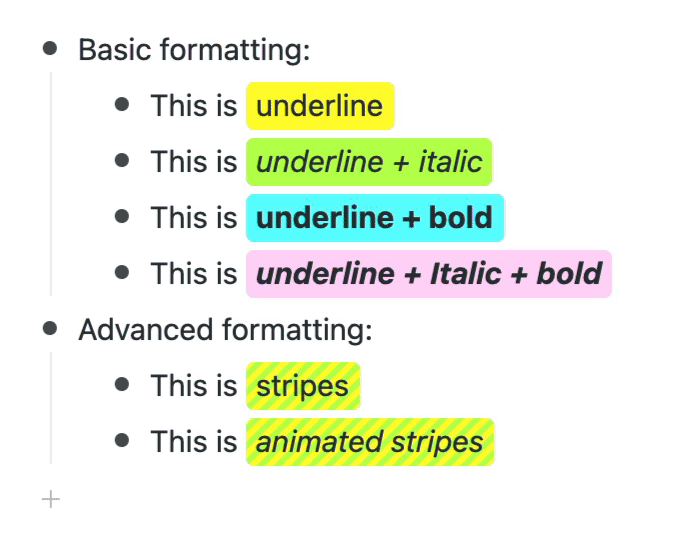 Basic formatting:
This is underline
This is underline + italic
This is underline + bold
This is underline + Italic + bold
Advanced formatting:
This is stripes
This is animated stripes